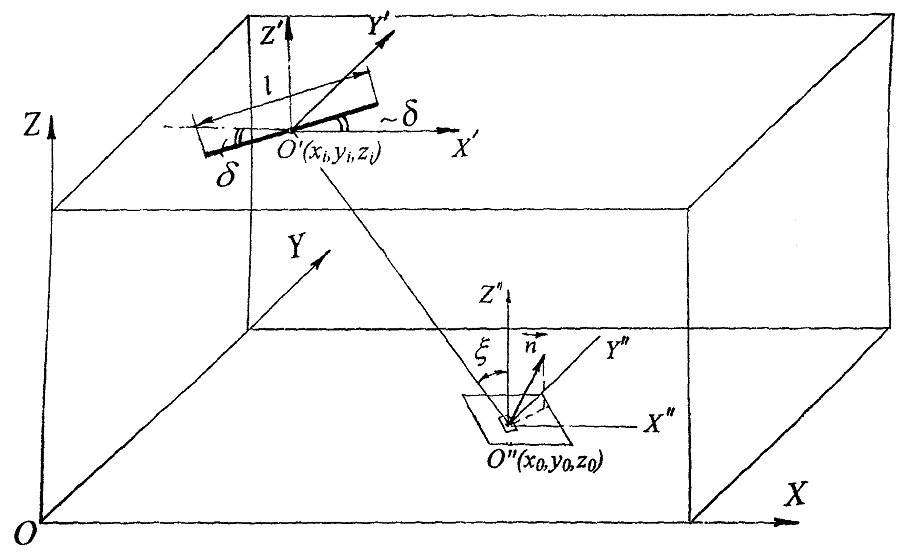 Z'
Y'
l
~δ
Z
X'
O'(xᵢ,yᵢ,zᵢ)
δ
Y
Z"
n
ξ
Y"
X"
O"(x₀,y₀,z₀)
X
O